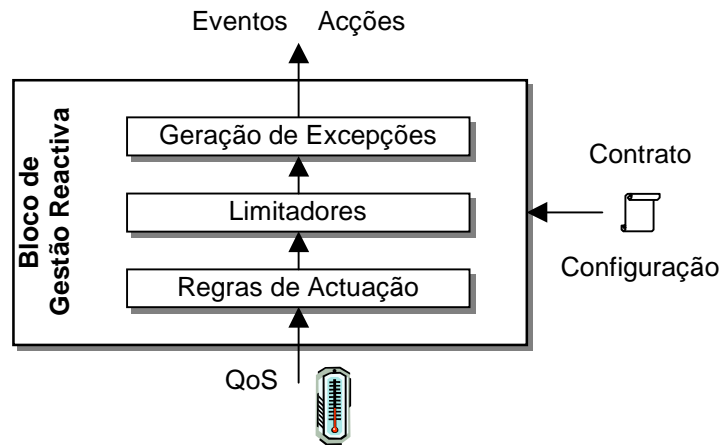 Eventos Acções
Bloco de
Gestão Reactiva
Geração de Excepções
Limitadores
Regras de Actuação
Contrato
Configuração
QoS